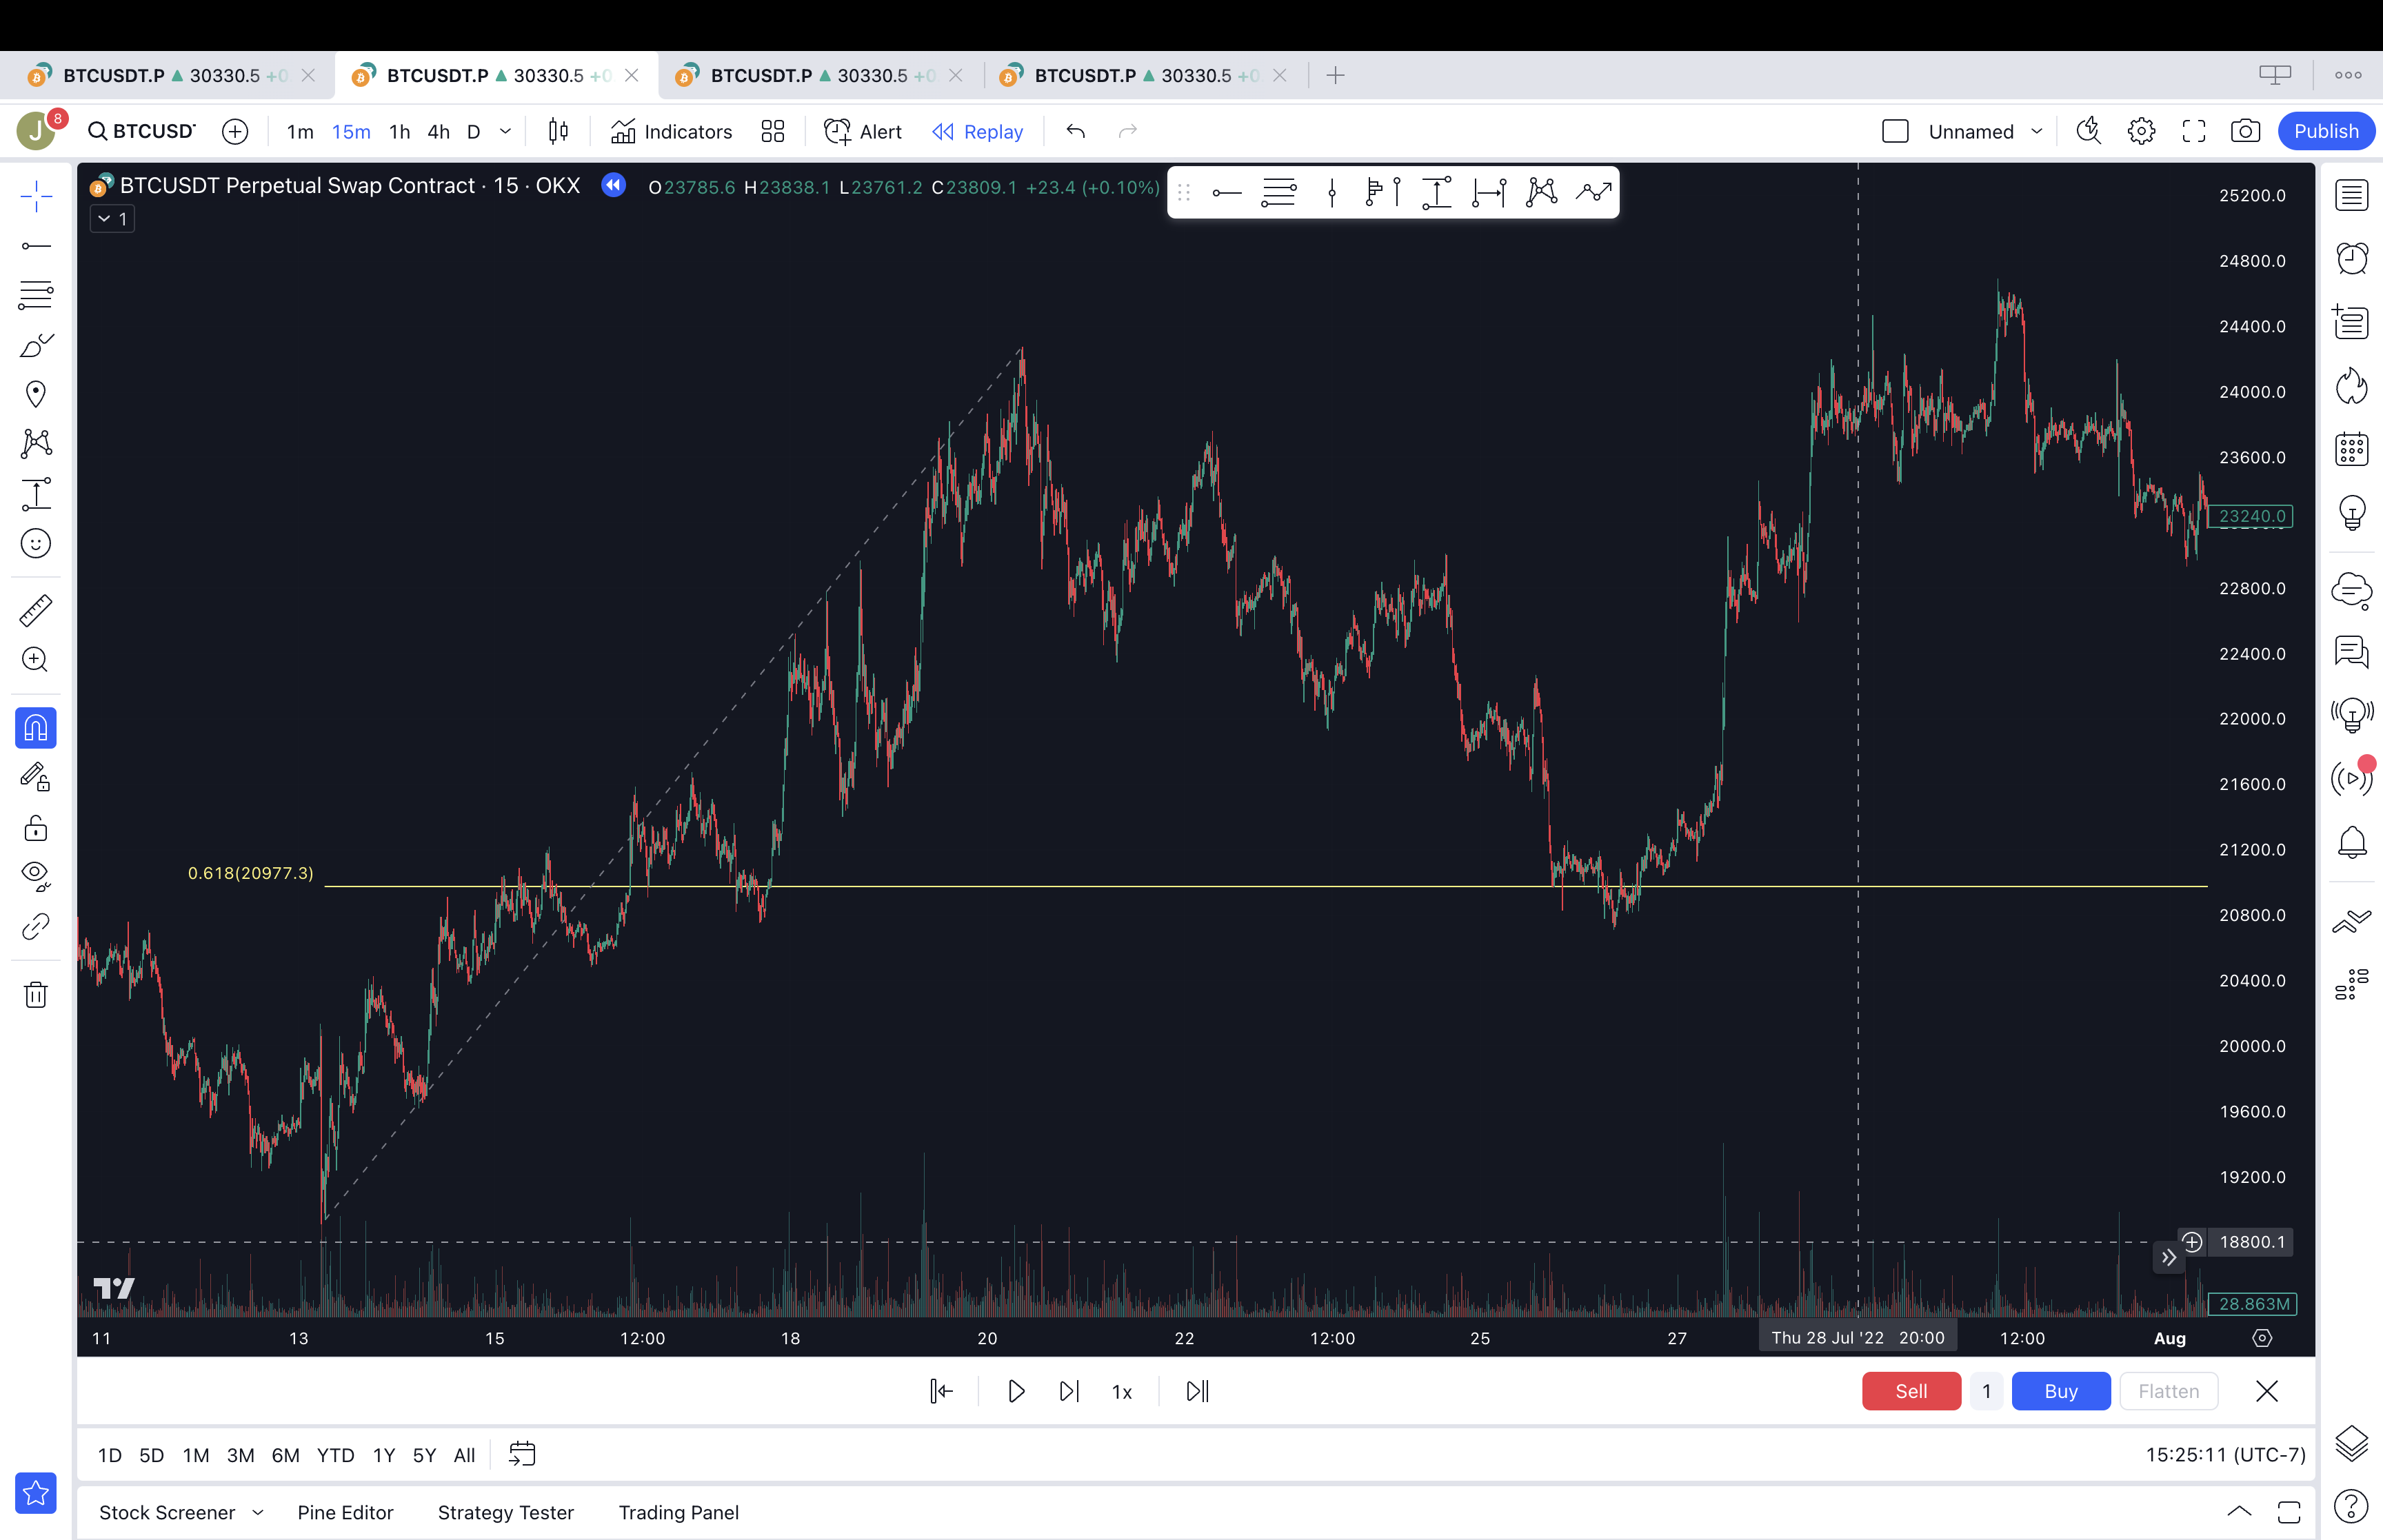 BTCUSDT.P 30330.5 +0 BTCUSDT.P 30330.5 +0 BTCUSDT.P 30330.5 +0 BTCUSDT.P 30330.5 +0
J 8 BTCUSD 1m 15m 1h 4h D Indicators Alert Replay Unnamed Publish
BTCUSDT Perpetual Swap Contract · 15 · OKX O23785.6 H23838.1 L23761.2 C23809.1 +23.4 (+0.10%)
1
25200.0
24800.0
24400.0
24000.0
23600.0
23240.0
22800.0
22400.0
22000.0
21600.0
21200.0
0.618(20977.3)
20800.0
20400.0
20000.0
19600.0
19200.0
18800.1
28.863M
11 13 15 12:00 18 20 22 12:00 25 27 Thu 28 Jul '22 20:00 12:00 Aug
1x Sell 1 Buy Flatten
1D 5D 1M 3M 6M YTD 1Y 5Y All 15:25:11 (UTC-7)
Stock Screener Pine Editor Strategy Tester Trading Panel